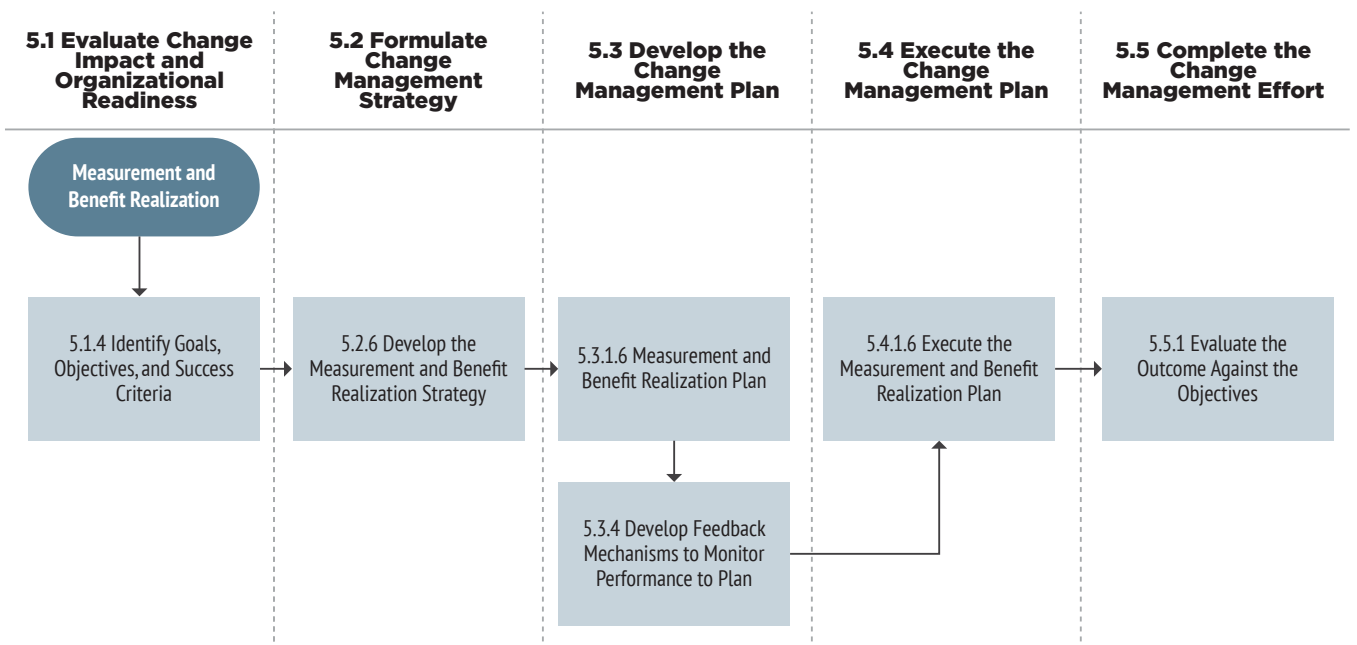 5.1 Evaluate Change
Impact and
Organizational
Readiness
5.2 Formulate
Change
Management
Strategy
5.3 Develop the
Change
Management Plan
5.4 Execute the
Change
Management Plan
5.5 Complete the
Change
Management Effort
Measurement and
Benefit Realization
5.1.4 Identify Goals,
Objectives, and Success
Criteria
5.2.6 Develop the
Measurement and Benefit
Realization Strategy
5.3.1.6 Measurement and
Benefit Realization Plan
5.4.1.6 Execute the
Measurement and Benefit
Realization Plan
5.5.1 Evaluate the
Outcome Against the
Objectives
5.3.4 Develop Feedback
Mechanisms to Monitor
Performance to Plan